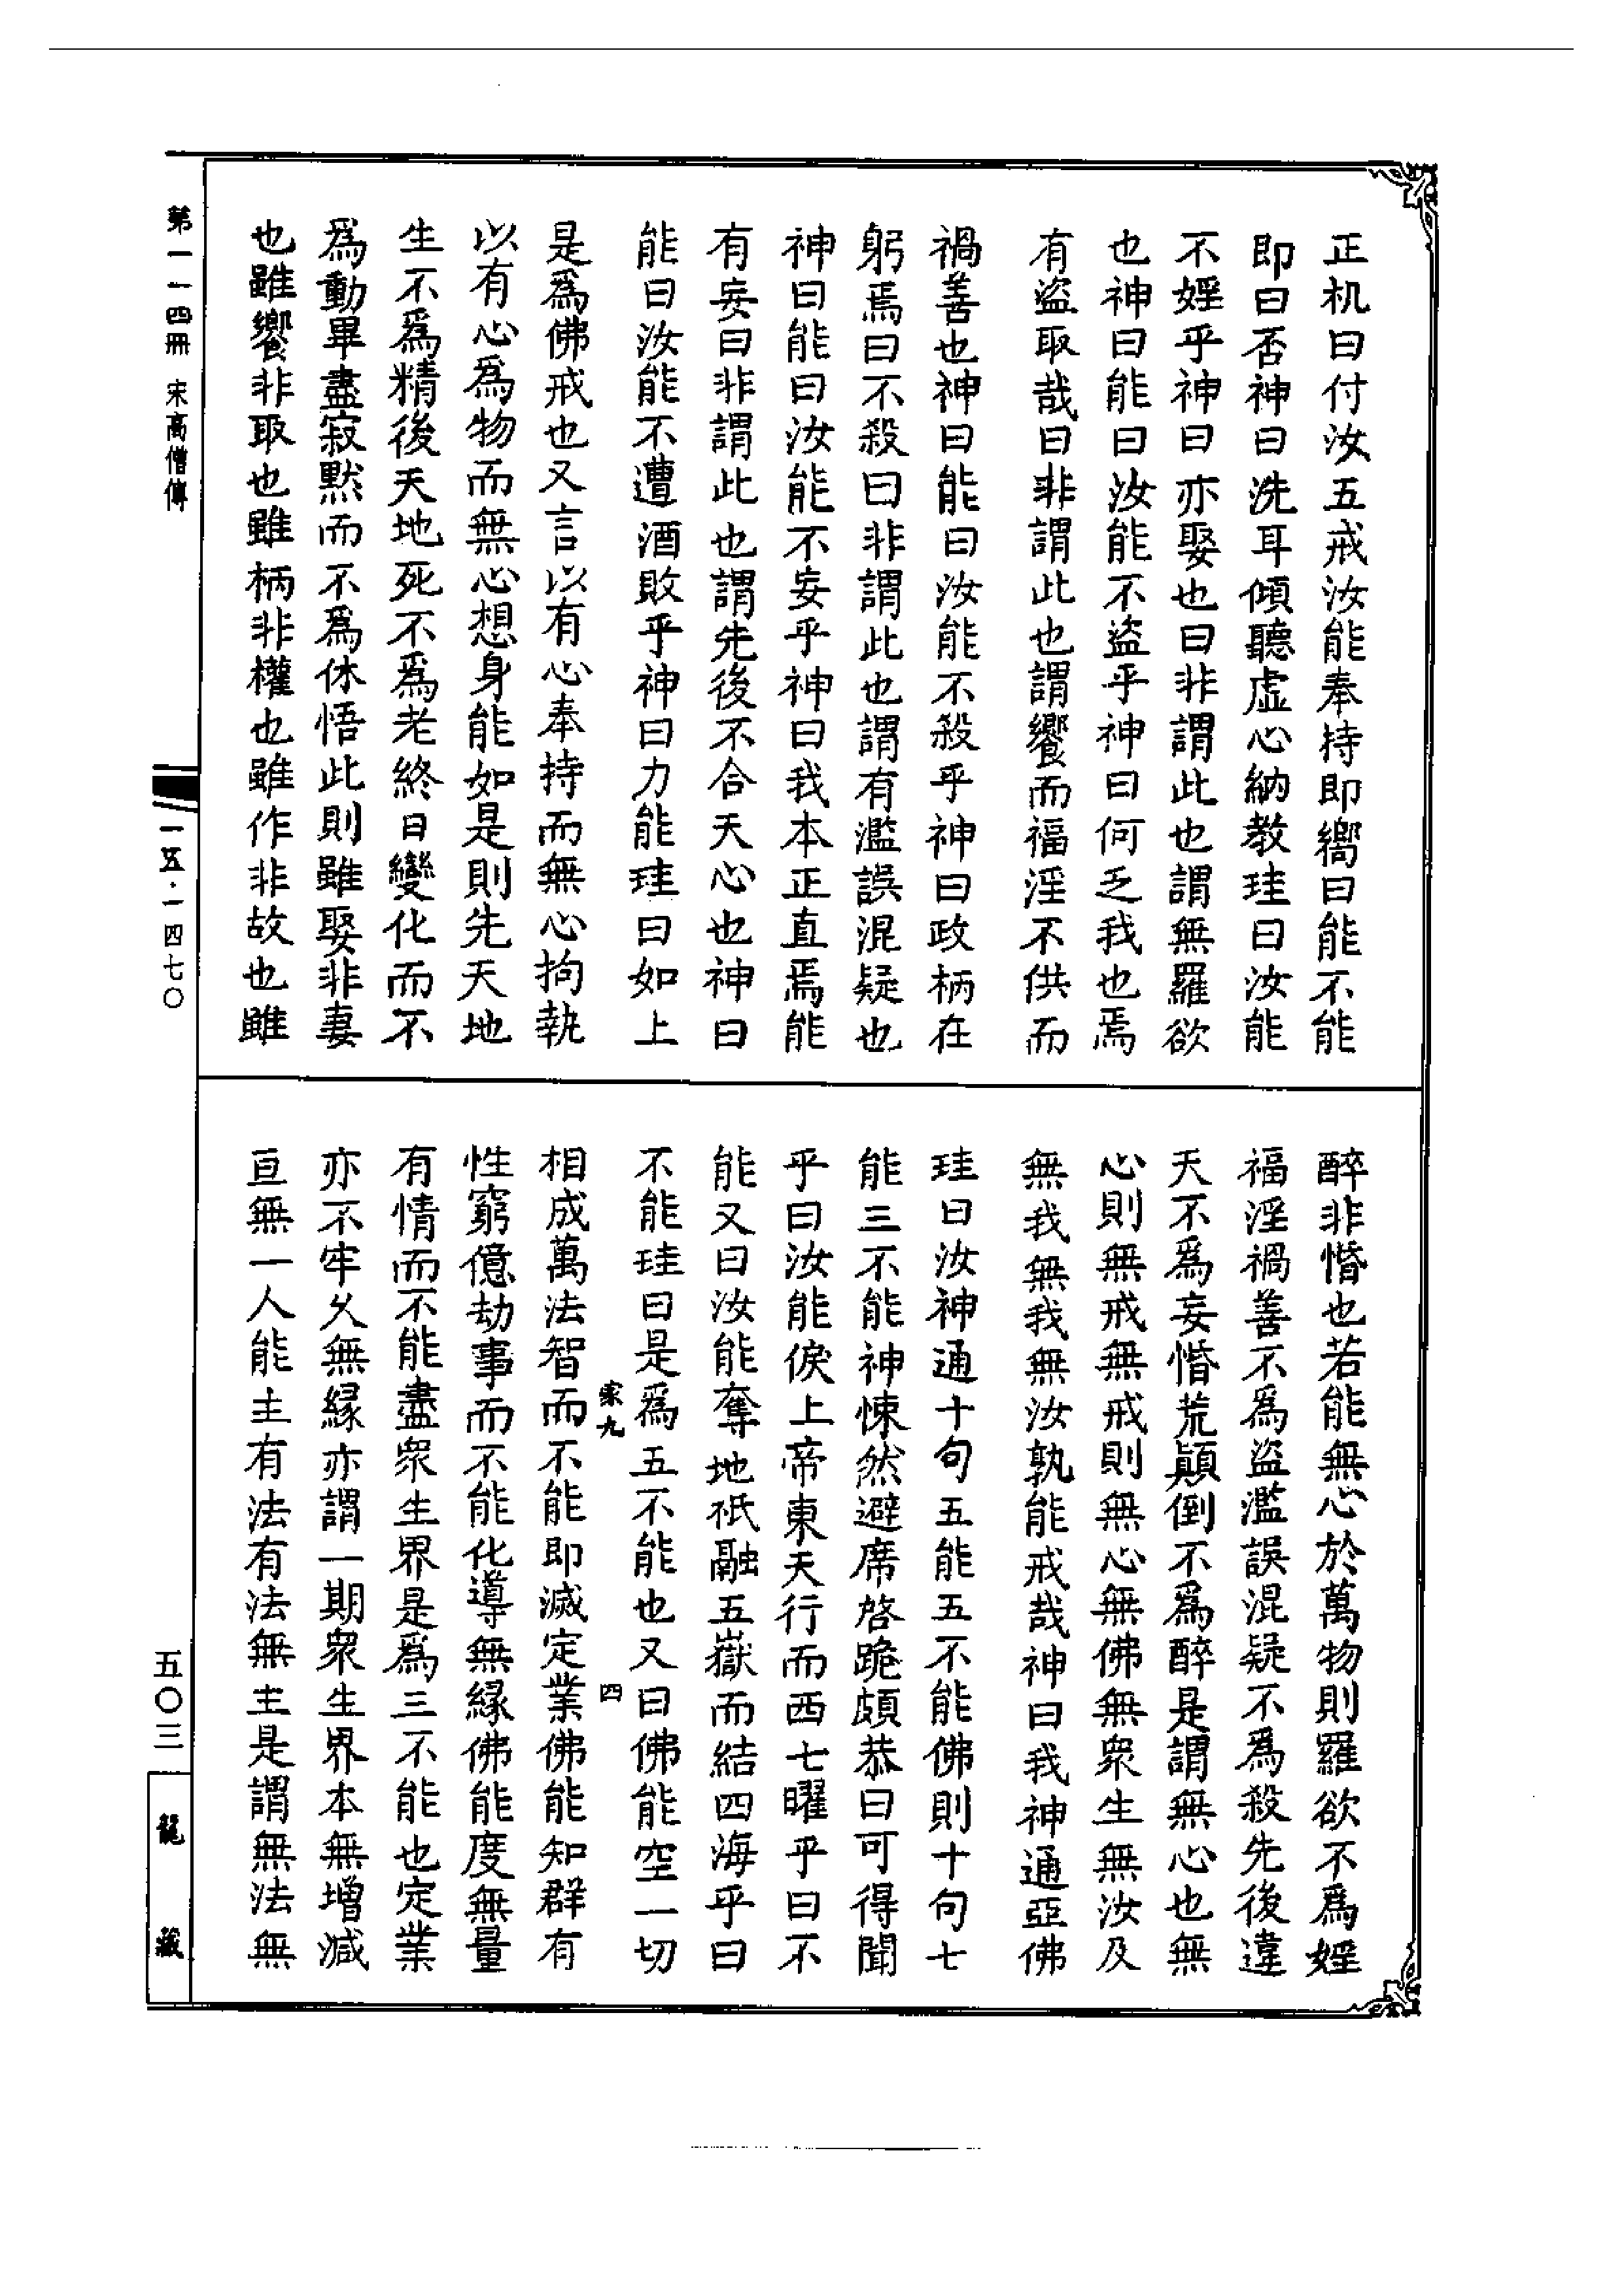 正机曰付汝五戒汝能奉持即嚮曰能不能
即曰否神曰洗耳傾聽虛心納教珪曰汝能
不婬乎神曰亦娶也曰非謂此也謂無羅欲
也神曰能曰汝能不盜乎神曰何乏我也焉
有盜取哉曰非謂此也謂饗而福淫不供而
禍善也神曰能曰汝能不殺乎神曰政柄在
躬焉曰不殺曰非謂此也謂有濫誤混疑也
神曰能曰汝能不妄乎神曰我本正直焉能
有妄曰非謂此也謂先後不合天心也神曰
能曰汝能不遭酒敗乎神曰力能珪曰如上
是爲佛戒也又言以有心奉持而無心拘執
以有心爲物而無心想身能如是則先天地
生不爲精後天地死不爲老終日變化而不
爲動畢盡寂默而不爲休悟此則雖娶非妻
也雖饗非取也雖柄非權也雖作非故也雖
醉非惛也若能無心於萬物則羅欲不爲婬
福淫禍善不爲盜濫誤混疑不爲殺先後違
天不爲妄惛荒顛倒不爲醉是謂無心也無
心則無戒無戒則無心無佛無衆生無汝及
無我無我無汝孰能戒哉神曰我神通亞佛
珪曰汝神通十句五能五不能佛則十句七
能三不能神悚然避席啓跪頗恭曰可得聞
乎曰汝能俟上帝東天行而西七曜乎曰不
能又曰汝能奪地祇融五嶽而結四海乎曰
不能珪曰是爲五不能也又曰佛能空一切
家九 四
相成萬法智而不能即滅定業佛能知群有
性窮億劫事而不能化導無緣佛能度無量
有情而不能盡衆生界是爲三不能也定業
亦不牢久無緣亦謂一期衆生界本無增減
亘無一人能主有法有法無主是謂無法無
第一一四冊 宋高僧傳
一五·一四七〇
五〇三
龍藏